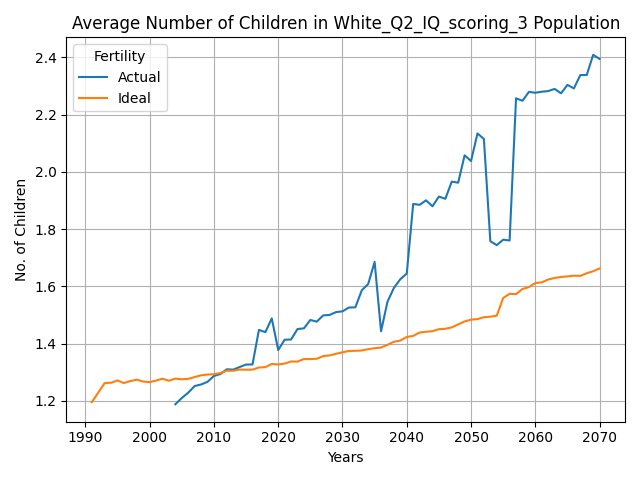 Average Number of Children in White_Q2_IQ_scoring_3 Population
Fertility
Actual
Ideal
No. of Children
2.4
2.2
2.0
1.8
1.6
1.4
1.2
1990 2000 2010 2020 2030 2040 2050 2060 2070
Years